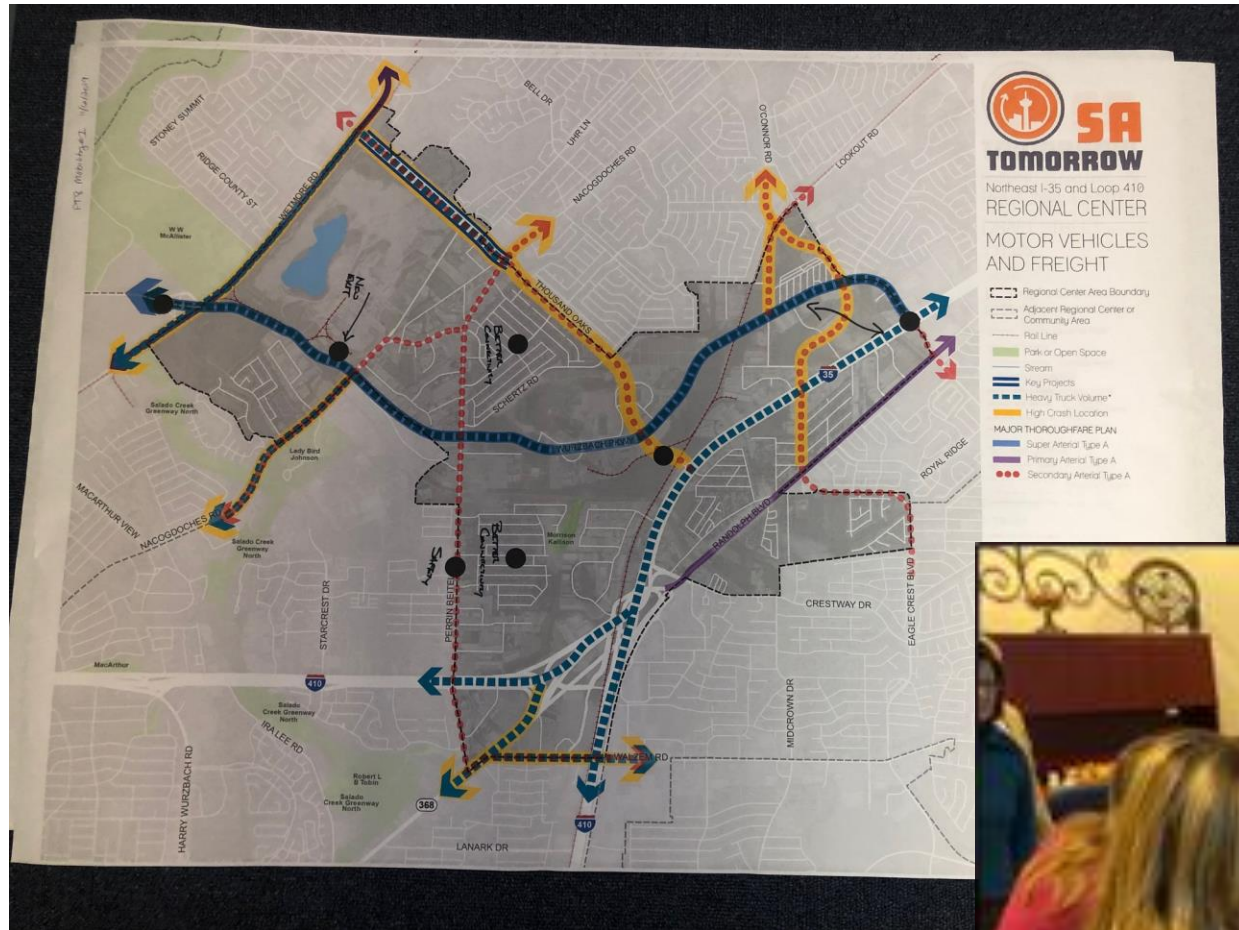 SA
TOMORROW
Northeast I-35 and Loop 410
REGIONAL CENTER
MOTOR VEHICLES
AND FREIGHT
Regional Center Area Boundary
Adjacent Regional Center or
Community Area
Rail Line
Park or Open Space
Stream
Key Projects
Heavy Truck Volume*
High Crash Location
MAJOR THOROUGHFARE PLAN
Super Arterial Type A
Primary Arterial Type A
Secondary Arterial Type A
STONEY SUMMIT
RIDGE COUNTY ST
WETMORE RD
BELL DR
UHR LN
NACOGDOCHES RD
O'CONNOR RD
LOOKOUT RD
W W
McAllister
THOUSAND OAKS
BETTER
SCHERTZ RD
35
Salado Creek
Greenway North
Lady Bird
Johnson
MACARTHUR VIEW
NACOGDOCHES RD
Salado Creek
Greenway
North
ROYAL RIDGE
RANDOLPH BLVD
BETTER
Morrison
STARCREST DR
PERRIN BEITEL
CRESTWAY DR
EAGLE CREST BLVD
MacArthur
410
Salado
Creek Greenway
North
IRA LEE RD
MIDCROWN DR
HARRY WURZBACH RD
Robert L
B Tobin
Salado
Creek Greenway
North
368
WALZEM RD
410
LANARK DR